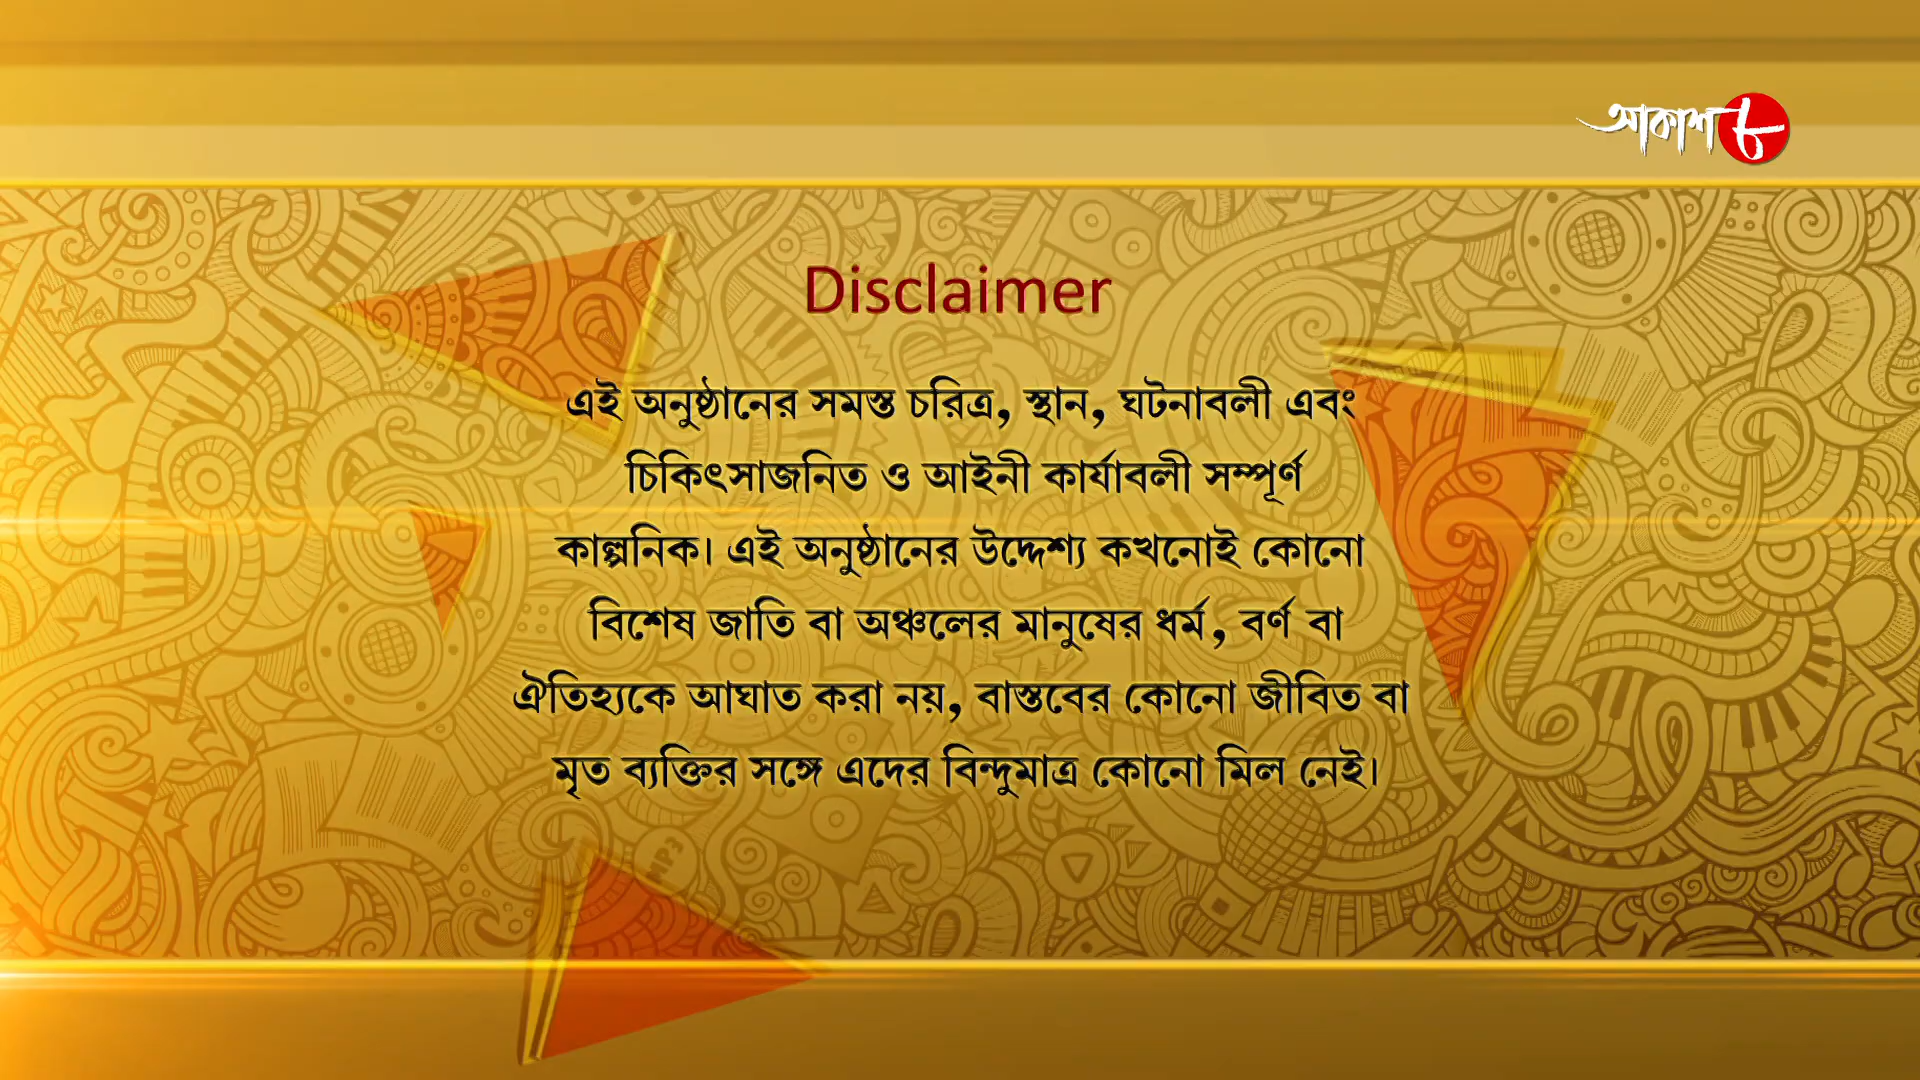 আকাশ ৮
Disclaimer
এই অনুষ্ঠানের সমস্ত চরিত্র, স্থান, ঘটনাবলী এবং
চিকিৎসাজনিত ও আইনী কার্যাবলী সম্পূর্ণ
কাল্পনিক। এই অনুষ্ঠানের উদ্দেশ্য কখনোই কোনো
বিশেষ জাতি বা অঞ্চলের মানুষের ধর্ম, বর্ণ বা
ঐতিহ্যকে আঘাত করা নয়, বাস্তবের কোনো জীবিত বা
মৃত ব্যক্তির সঙ্গে এদের বিন্দুমাত্র কোনো মিল নেই।
MP3